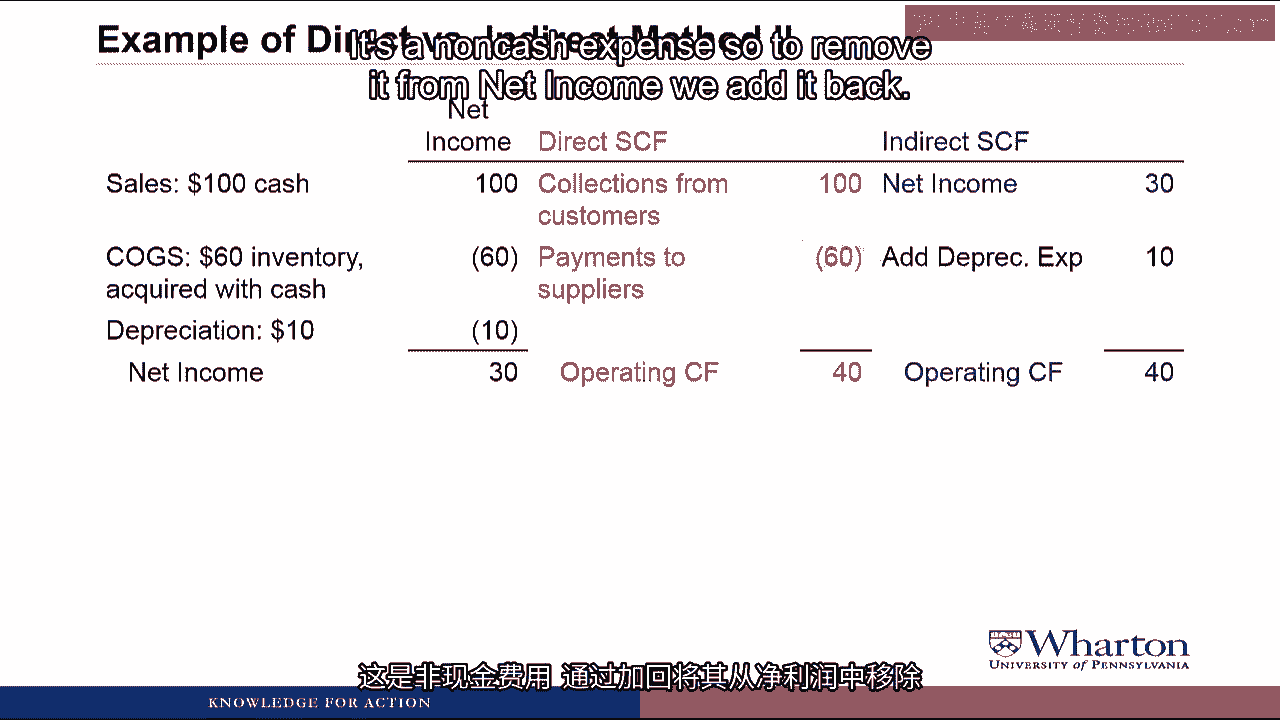 Example of Direct vs. Indirect Method II
It's a noncash expense so to remove
it from Net Income we add it back.
Net
Income Direct SCF Indirect SCF
Sales: $100 cash 100 Collections from 100 Net Income 30
customers
COGS: $60 inventory, (60) Payments to (60) Add Deprec. Exp 10
acquired with cash suppliers
Depreciation: $10 (10)
Net Income 30 Operating CF 40 Operating CF 40
Wharton
UNIVERSITY of PENNSYLVANIA
这是非现金费用 通过加回将其从净利润中移除
KNOWLEDGE FOR ACTION